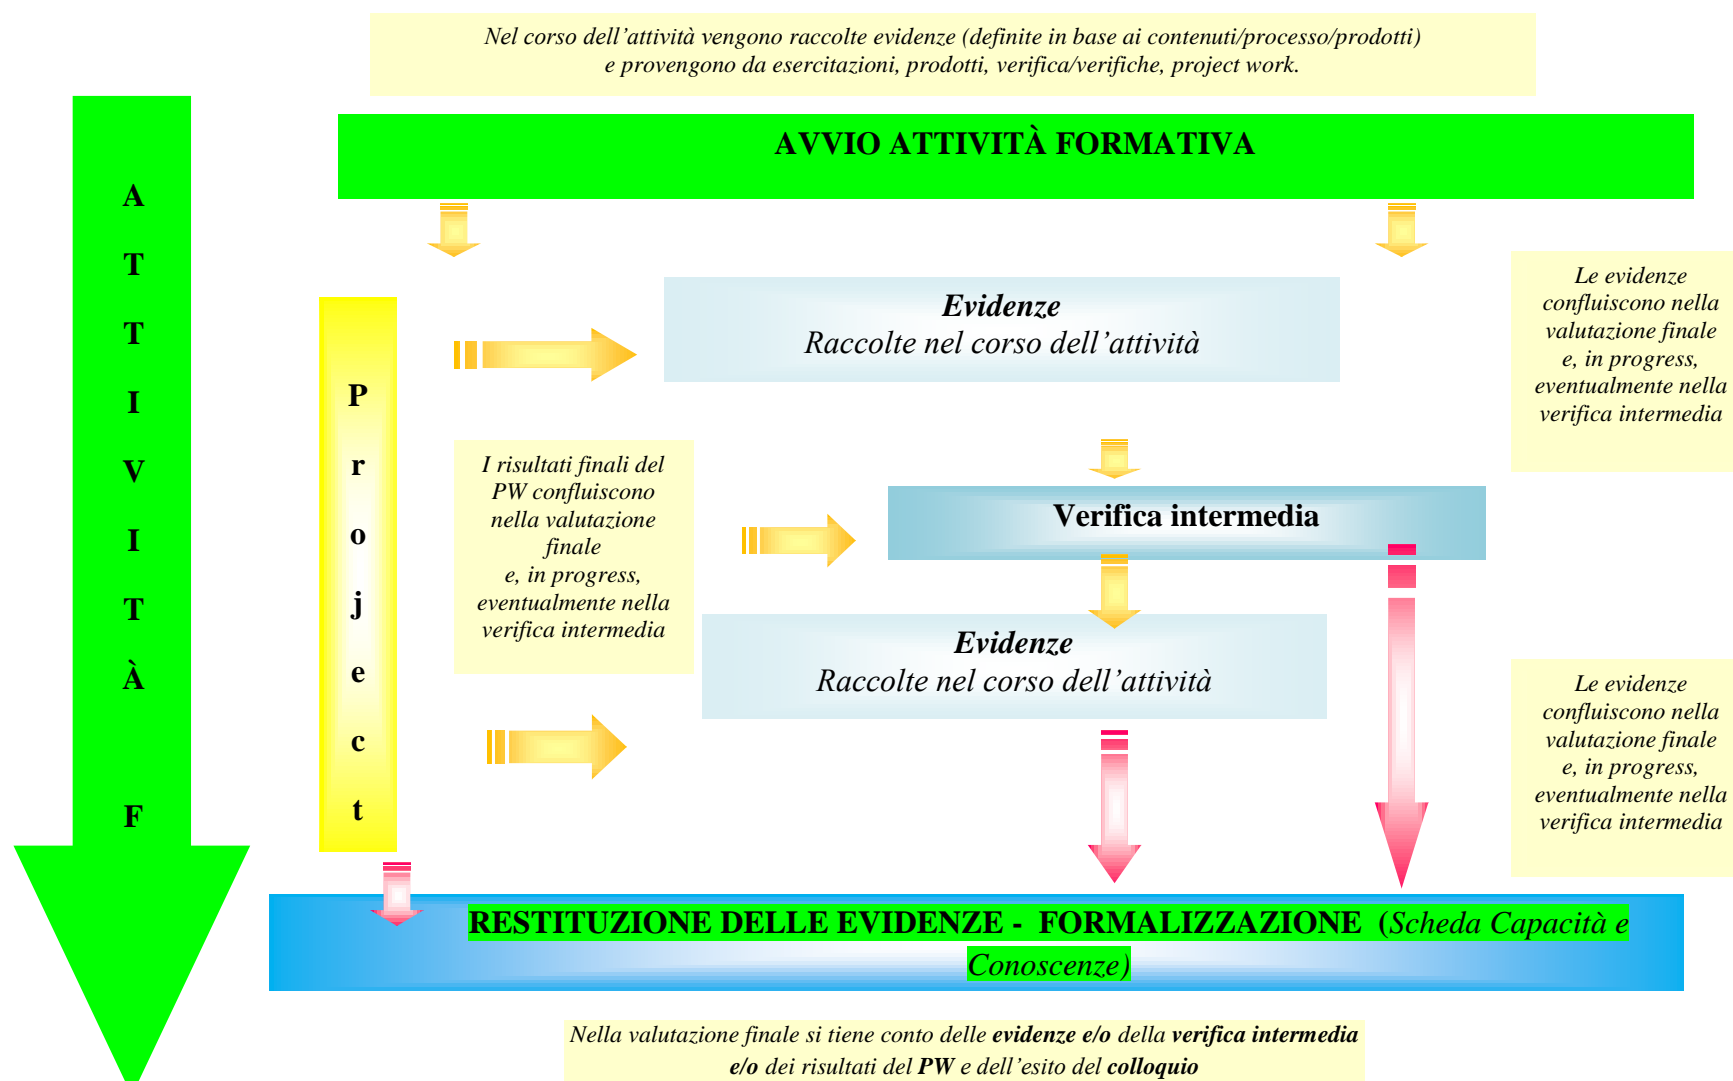 Nel corso dell'attività vengono raccolte evidenze (definite in base ai contenuti/processo/prodotti)
e provengono da esercitazioni, prodotti, verifica/verifiche, project work.
AVVIO ATTIVITÀ FORMATIVA
A
T
T
I
V
I
T
À
F
P
r
o
j
e
c
t
Evidenze
Raccolte nel corso dell'attività
Le evidenze
confluiscono nella
valutazione finale
e, in progress,
eventualmente nella
verifica intermedia
I risultati finali del
PW confluiscono
nella valutazione
finale
e, in progress,
eventualmente nella
verifica intermedia
Verifica intermedia
Evidenze
Raccolte nel corso dell'attività
Le evidenze
confluiscono nella
valutazione finale
e, in progress,
eventualmente nella
verifica intermedia
RESTITUZIONE DELLE EVIDENZE - FORMALIZZAZIONE (Scheda Capacità e
Conoscenze)
Nella valutazione finale si tiene conto delle evidenze e/o della verifica intermedia
e/o dei risultati del PW e dell'esito del colloquio